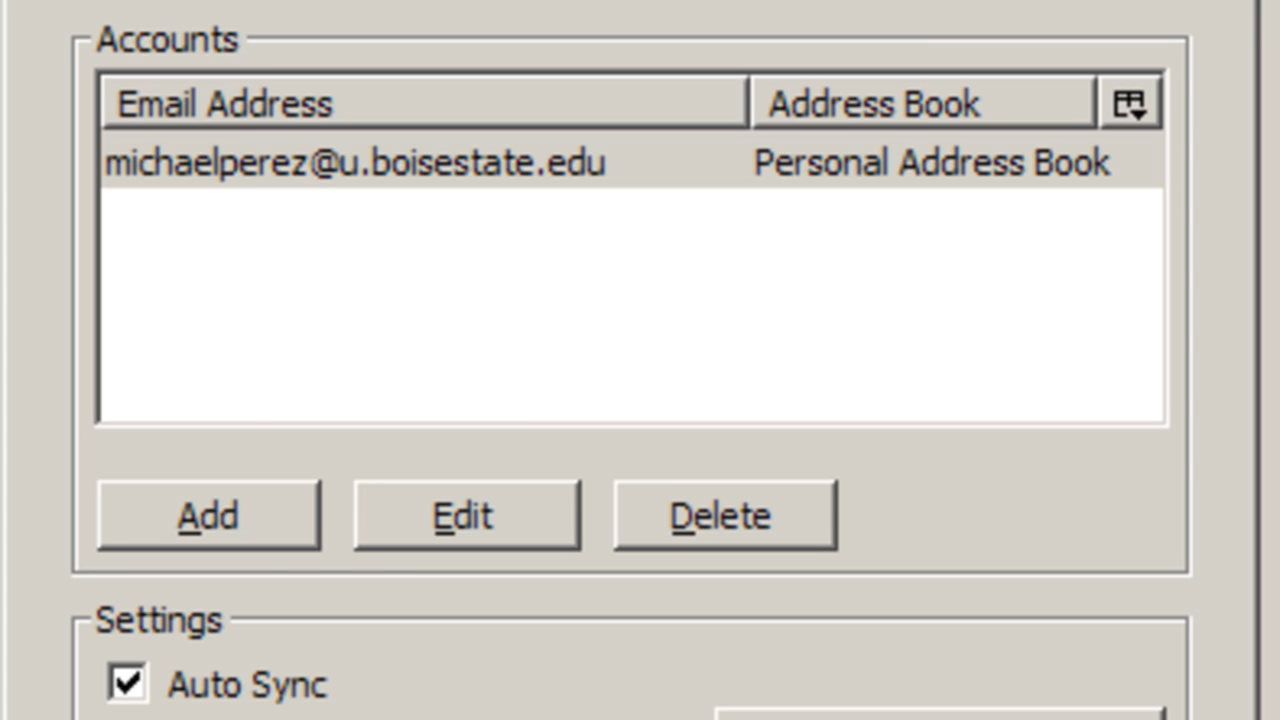 Accounts
Email Address Address Book
michaelperez@u.boisestate.edu Personal Address Book
Add Edit Delete
Settings
Auto Sync